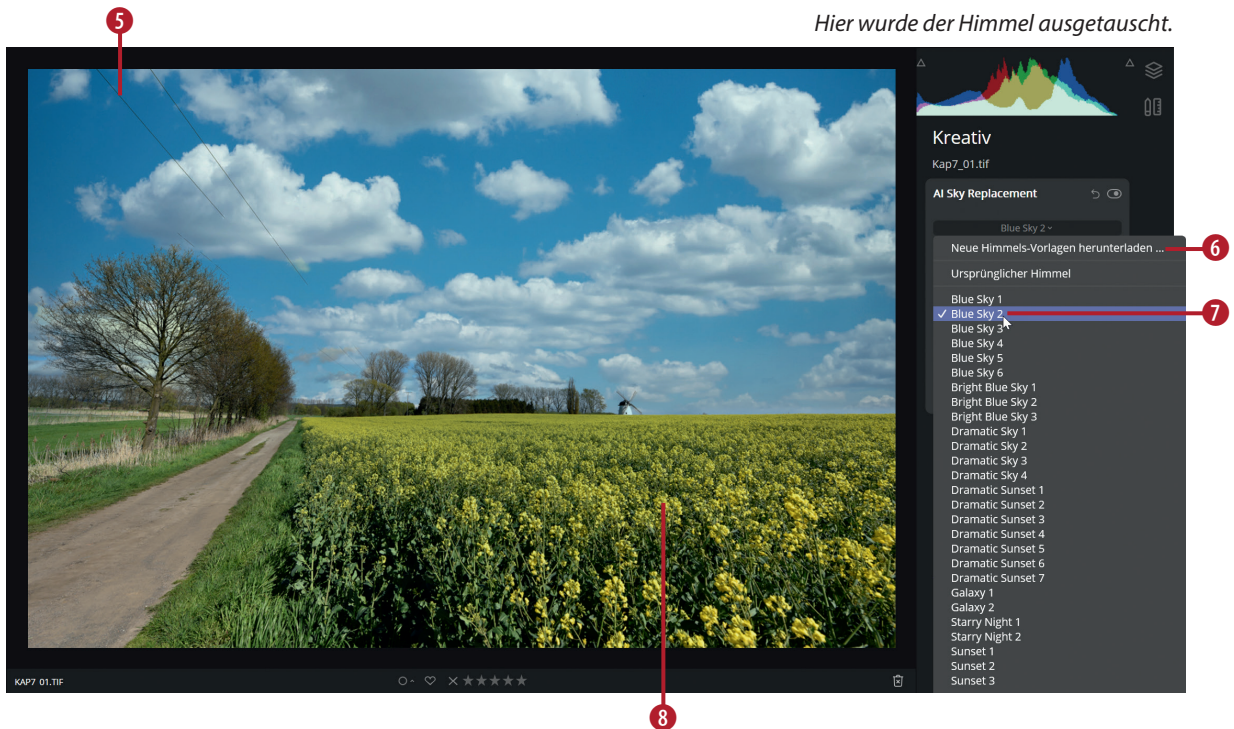 5
Hier wurde der Himmel ausgetauscht.
Kreativ
Kap7_01.tif
AI Sky Replacement
Blue Sky 2
Neue Himmels-Vorlagen herunterladen ...
6
Ursprünglicher Himmel
Blue Sky 1
✓ Blue Sky 2
7
Blue Sky 3
Blue Sky 4
Blue Sky 5
Blue Sky 6
Bright Blue Sky 1
Bright Blue Sky 2
Bright Blue Sky 3
Dramatic Sky 1
Dramatic Sky 2
Dramatic Sky 3
Dramatic Sky 4
Dramatic Sunset 1
Dramatic Sunset 2
Dramatic Sunset 3
Dramatic Sunset 4
Dramatic Sunset 5
Dramatic Sunset 6
Dramatic Sunset 7
Galaxy 1
Galaxy 2
Starry Night 1
Starry Night 2
Sunset 1
Sunset 2
Sunset 3
KAP7 01.TIF
8